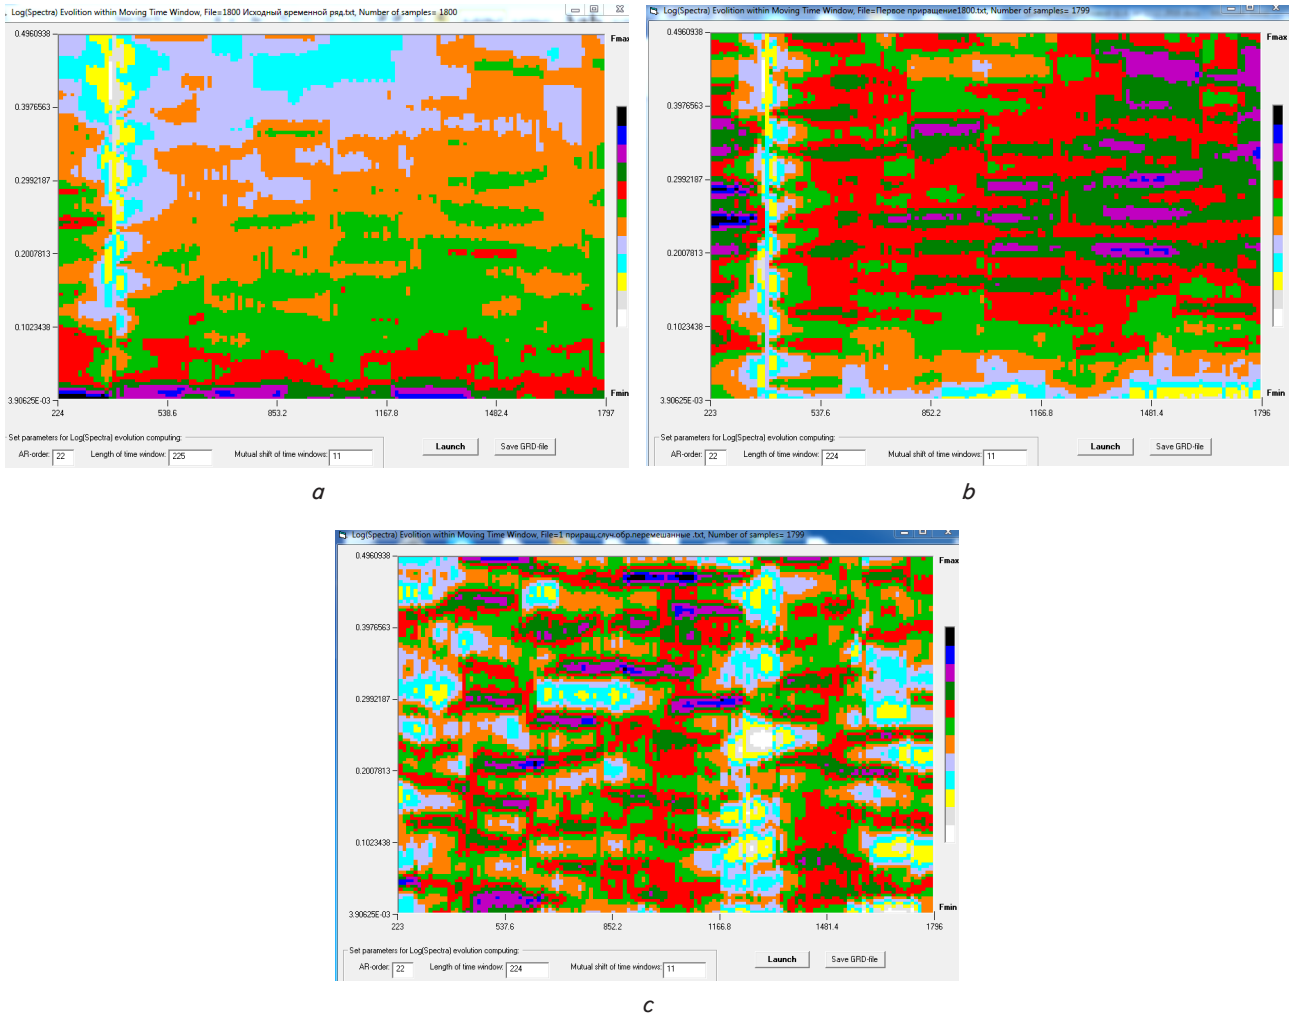 Log(Spectra) Evolition within Moving Time Window, File=1800 Исходный временной ряд.txt, Number of samples= 1800
0.4960938
Fmax
0.3976563
0.2992187
0.2007813
0.1023438
3.90625E-03
Fmin
224
538.6
853.2
1167.8
1482.4
1797
Set parameters for Log(Spectra) evolution computing:
AR-order: 22 Length of time window: 225 Mutual shift of time windows: 11
Launch
Save GRD-file
a
Log(Spectra) Evolition within Moving Time Window, File=Первое приращение1800.txt, Number of samples= 1799
0.4960938
Fmax
0.3976563
0.2992187
0.2007813
0.1023438
3.90625E-03
Fmin
223
537.6
852.2
1166.8
1481.4
1796
Set parameters for Log(Spectra) evolution computing:
AR-order: 22 Length of time window: 224 Mutual shift of time windows: 11
Launch
Save GRD-file
b
Log(Spectra) Evolition within Moving Time Window, File=1 приращ.случ.обр.перемешанные .txt, Number of samples= 1799
0.4960938
Fmax
0.3976563
0.2992187
0.2007813
0.1023438
3.90625E-03
Fmin
223
537.6
852.2
1166.8
1481.4
1796
Set parameters for Log(Spectra) evolution computing:
AR-order: 22 Length of time window: 224 Mutual shift of time windows: 11
Launch
Save GRD-file
c